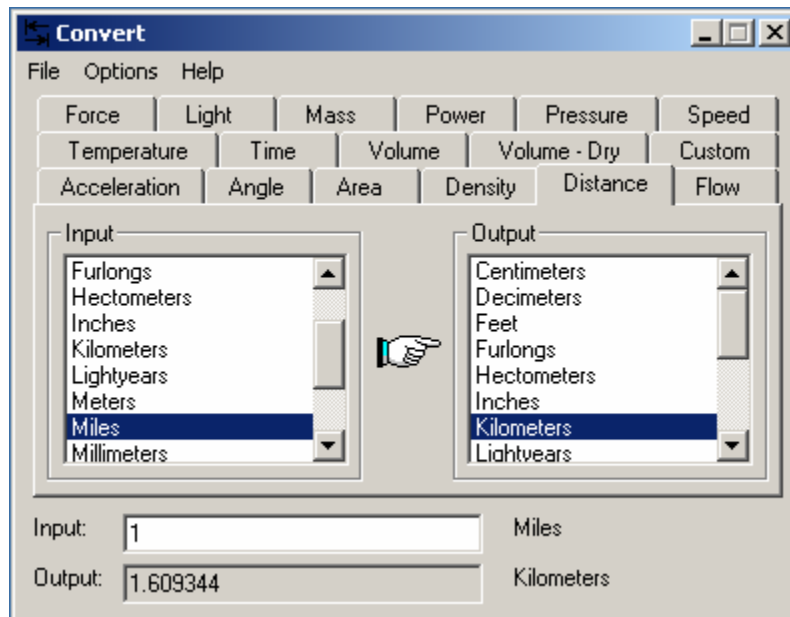 Convert
File Options Help
Force Light Mass Power Pressure Speed
Temperature Time Volume Volume - Dry Custom
Acceleration Angle Area Density Distance Flow
Input
Furlongs
Hectometers
Inches
Kilometers
Lightyears
Meters
Miles
Millimeters
Output
Centimeters
Decimeters
Feet
Furlongs
Hectometers
Inches
Kilometers
Lightyears
Input: 1 Miles
Output: 1.609344 Kilometers